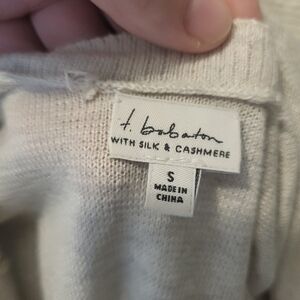 t. babaton
WITH SILK & CASHMERE
S
MADE IN
CHINA